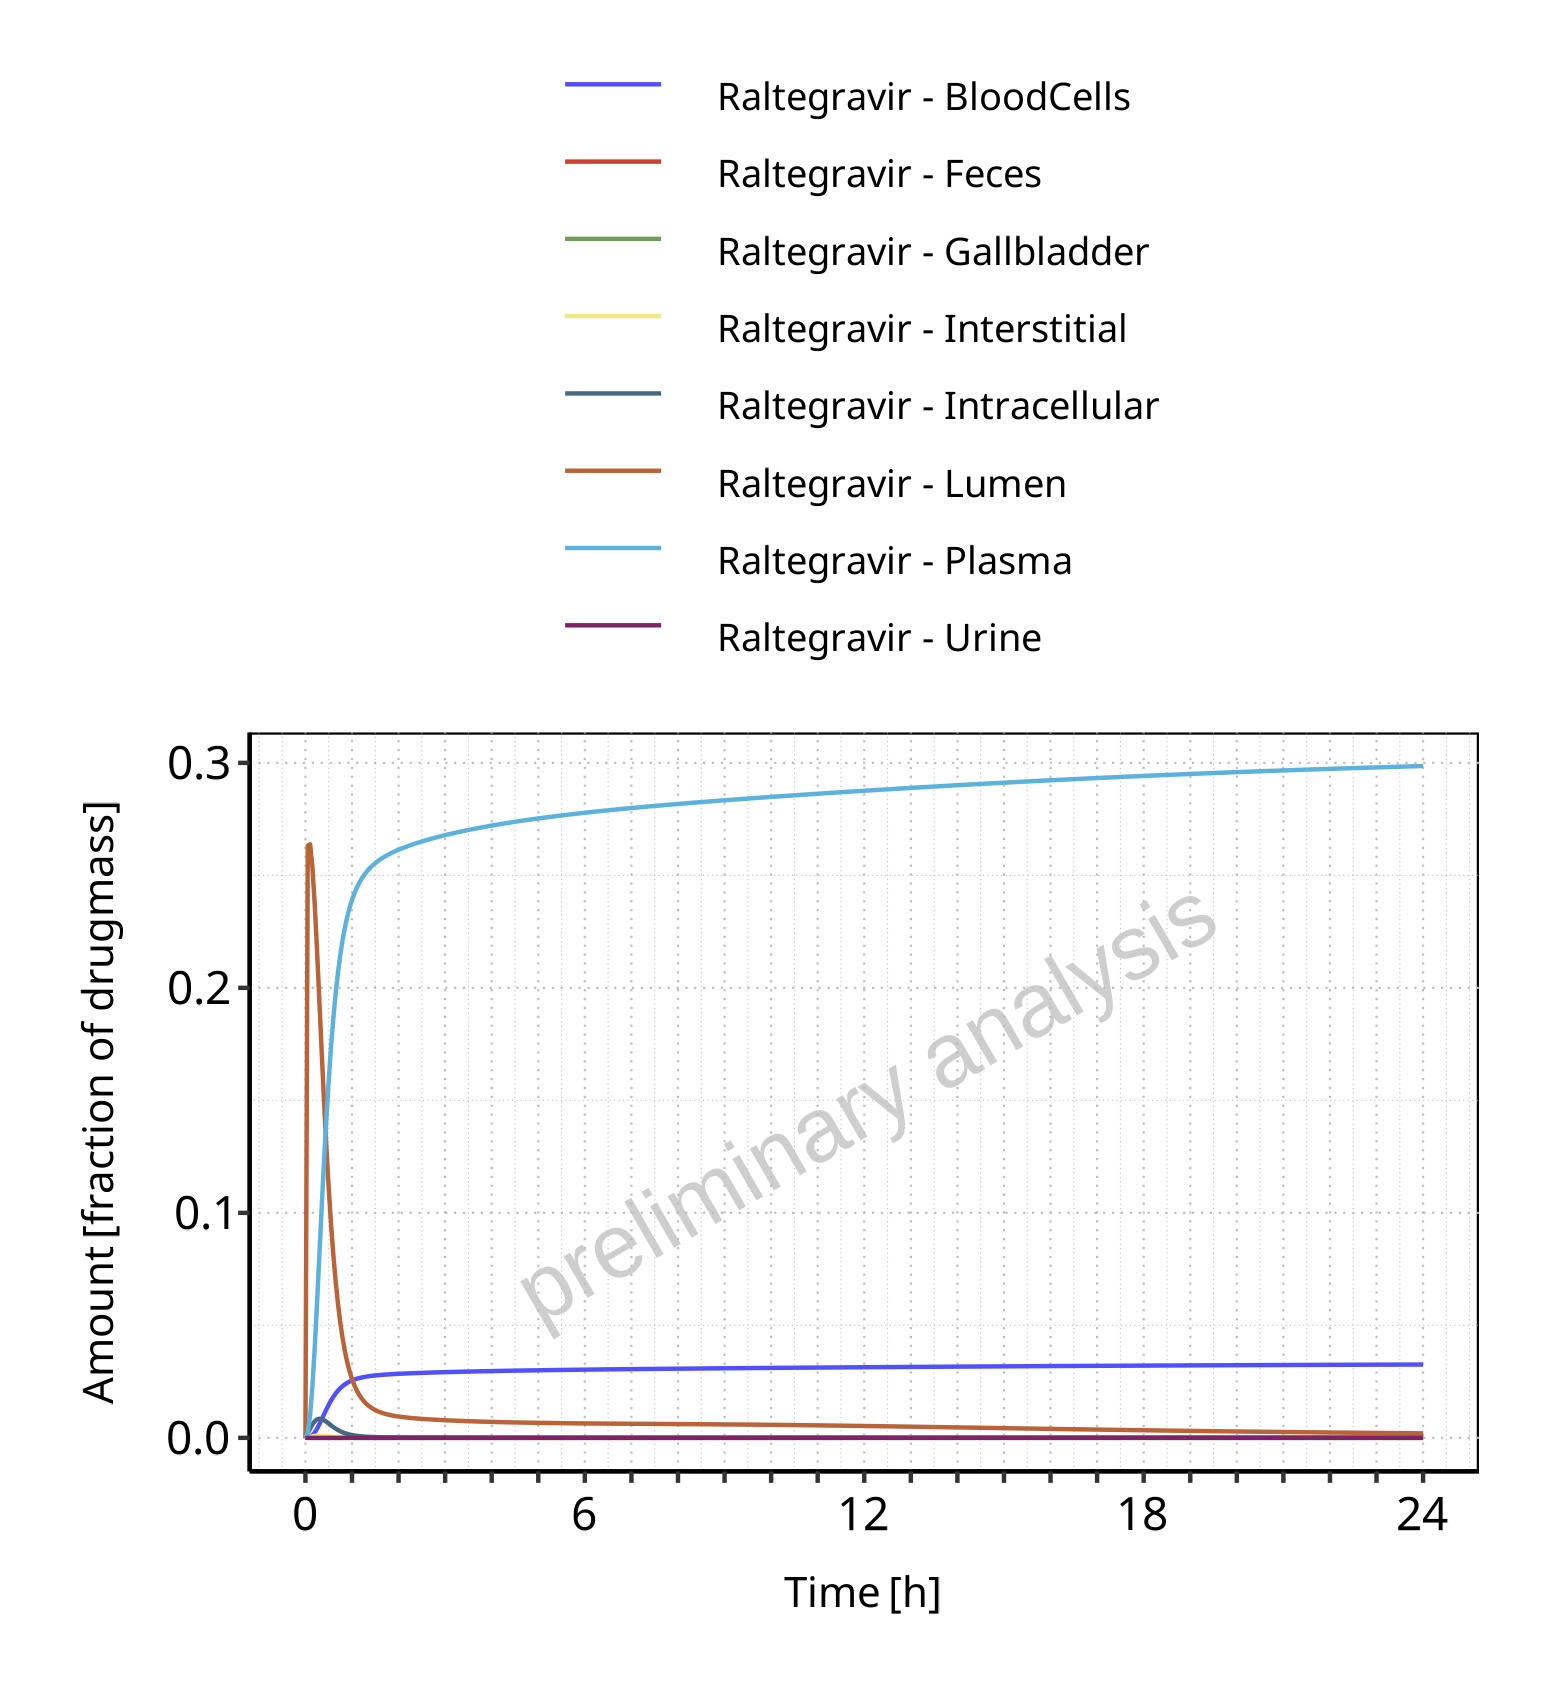 Raltegravir - BloodCells
Raltegravir - Feces
Raltegravir - Gallbladder
Raltegravir - Interstitial
Raltegravir - Intracellular
Raltegravir - Lumen
Raltegravir - Plasma
Raltegravir - Urine
Amount [fraction of drugmass]
0.3
0.2
0.1
0.0
preliminary analysis
0 6 12 18 24
Time [h]